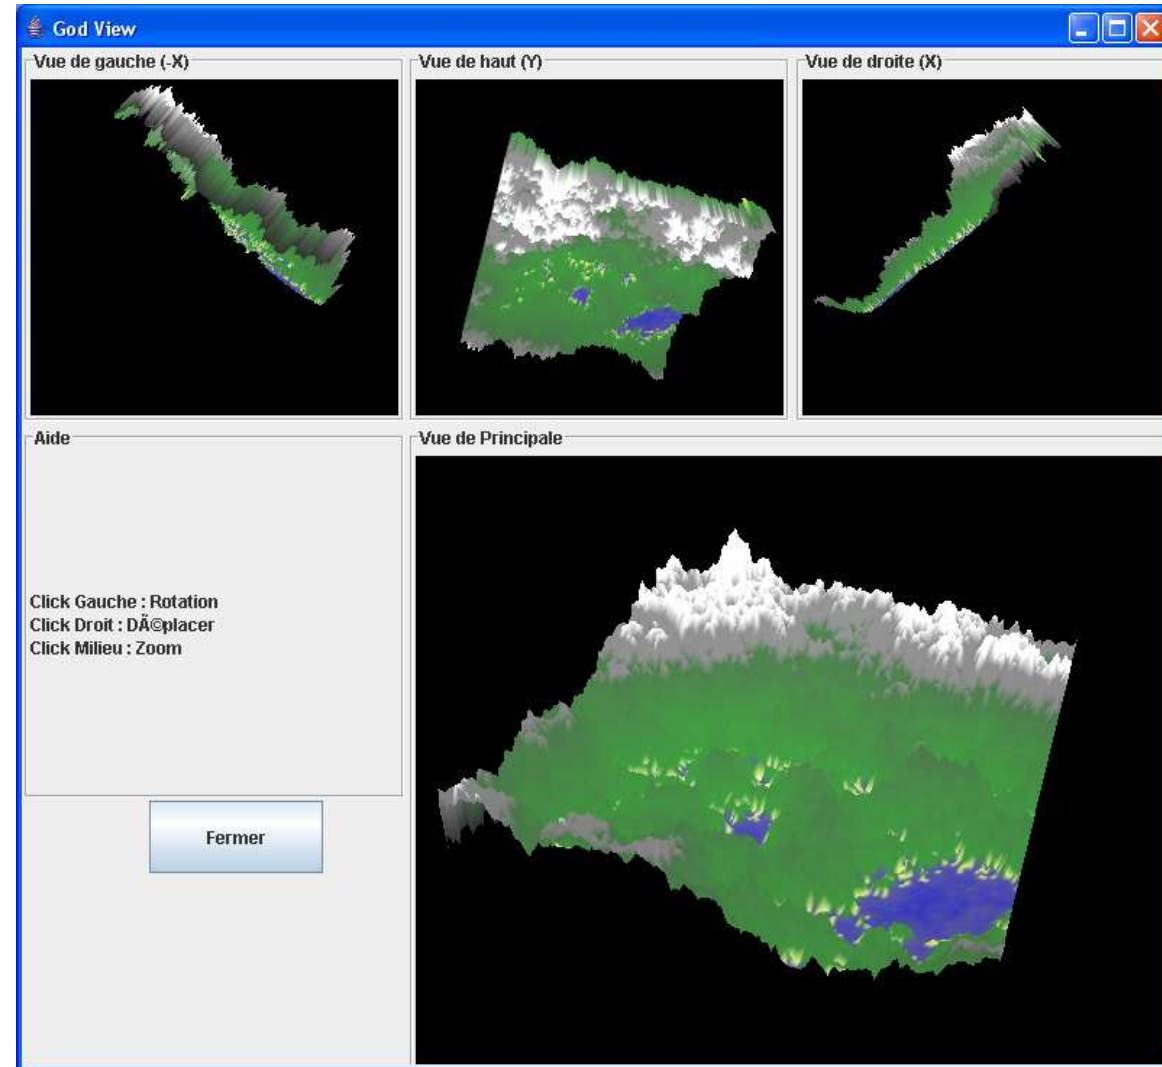 God View
Vue de gauche (-X)
Vue de haut (Y)
Vue de droite (X)
Aide
Vue de Principale
Click Gauche : Rotation
Click Droit : DÃ©placer
Click Milieu : Zoom
Fermer